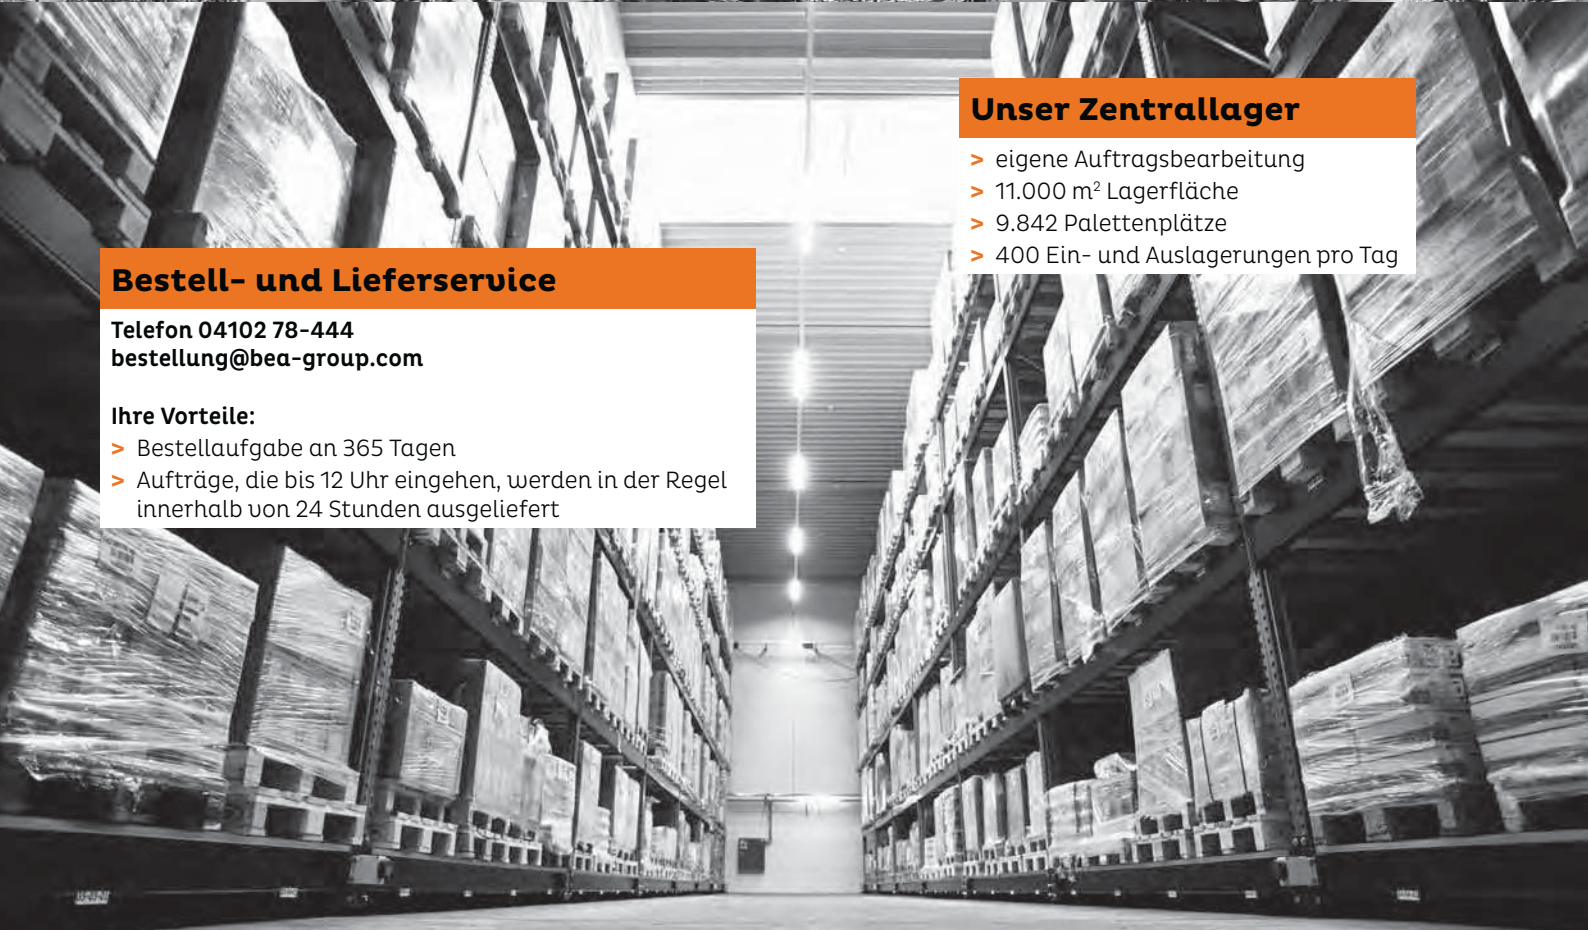 Unser Zentrallager
> eigene Auftragsbearbeitung
> 11.000 m² Lagerfläche
> 9.842 Palettenplätze
> 400 Ein- und Auslagerungen pro Tag
Bestell- und Lieferservice
Telefon 04102 78-444
bestellung@bea-group.com
Ihre Vorteile:
> Bestellaufgabe an 365 Tagen
> Aufträge, die bis 12 Uhr eingehen, werden in der Regel
innerhalb von 24 Stunden ausgeliefert